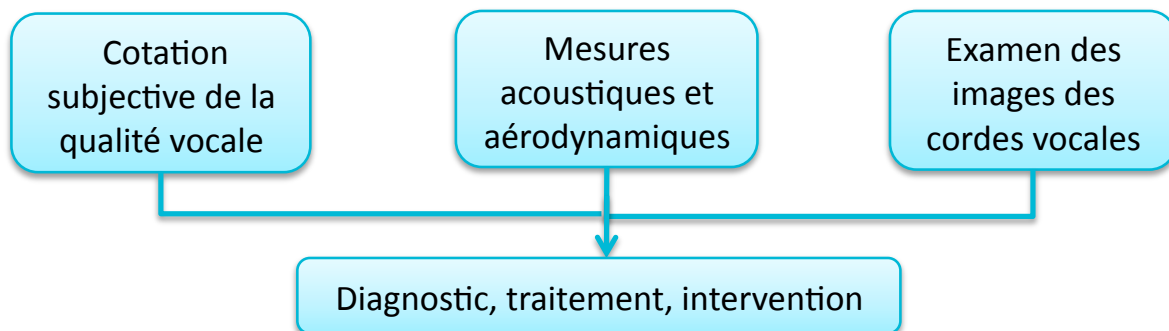 Cotation
subjective de la
qualité vocale
Mesures
acoustiques et
aérodynamiques
Examen des
images des
cordes vocales
Diagnostic, traitement, intervention